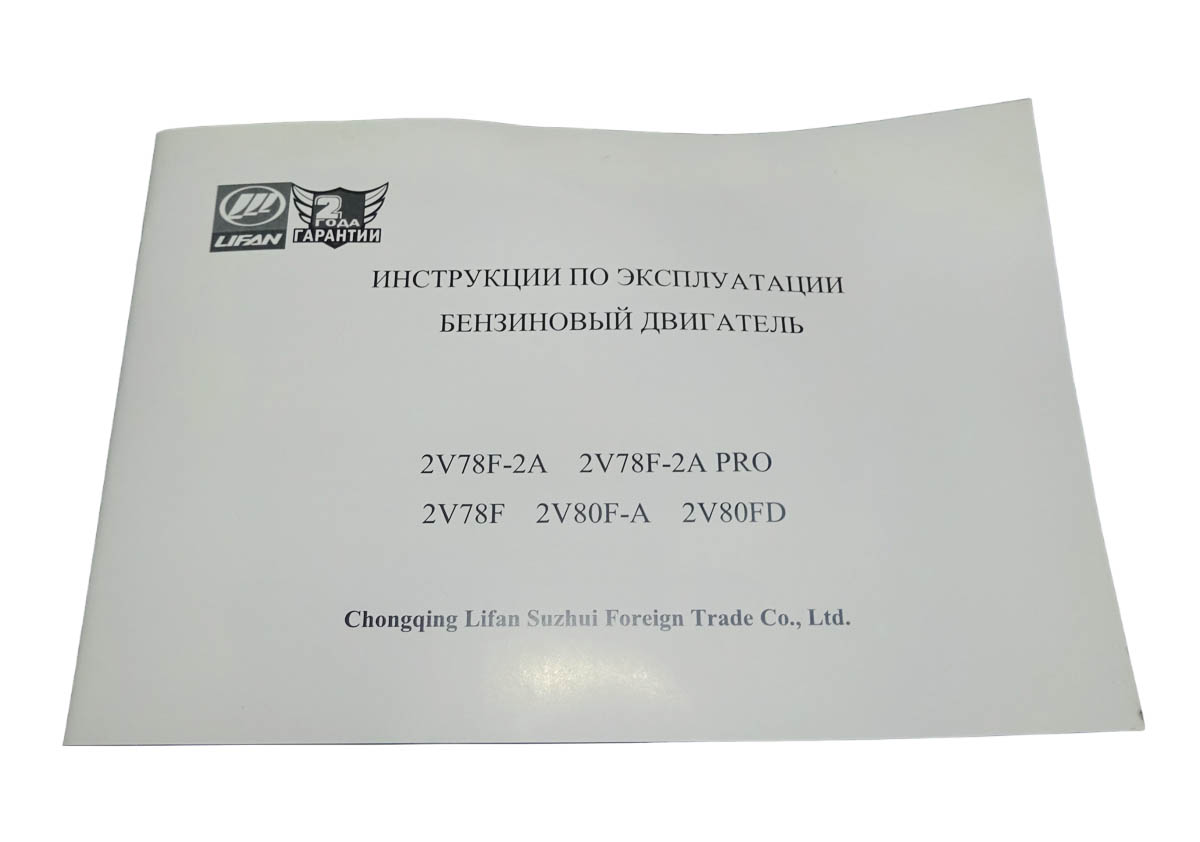 LIFAN
2
ГОДА
ГАРАНТИИ
ИНСТРУКЦИИ ПО ЭКСПЛУАТАЦИИ
БЕНЗИНОВЫЙ ДВИГАТЕЛЬ
2V78F-2A 2V78F-2A PRO
2V78F 2V80F-A 2V80FD
Chongqing Lifan Suzhui Foreign Trade Co., Ltd.